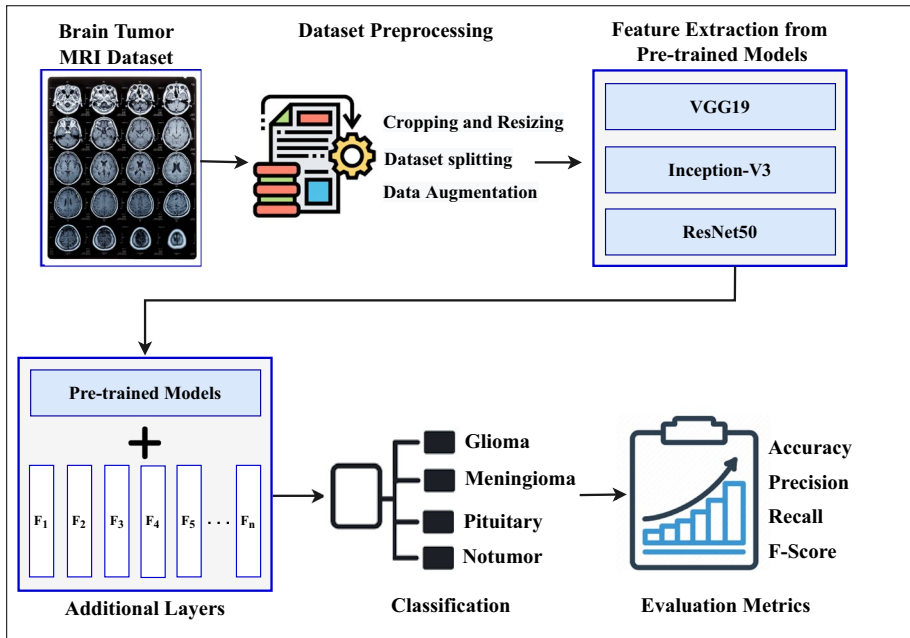 Brain Tumor
MRI Dataset
Dataset Preprocessing
Cropping and Resizing
Dataset splitting
Data Augmentation
Feature Extraction from
Pre-trained Models
VGG19
Inception-V3
ResNet50
Pre-trained Models
+
F1 F2 F3 F4 F5 . . . Fn
Additional Layers
Glioma
Meningioma
Pituitary
Notumor
Classification
Accuracy
Precision
Recall
F-Score
Evaluation Metrics